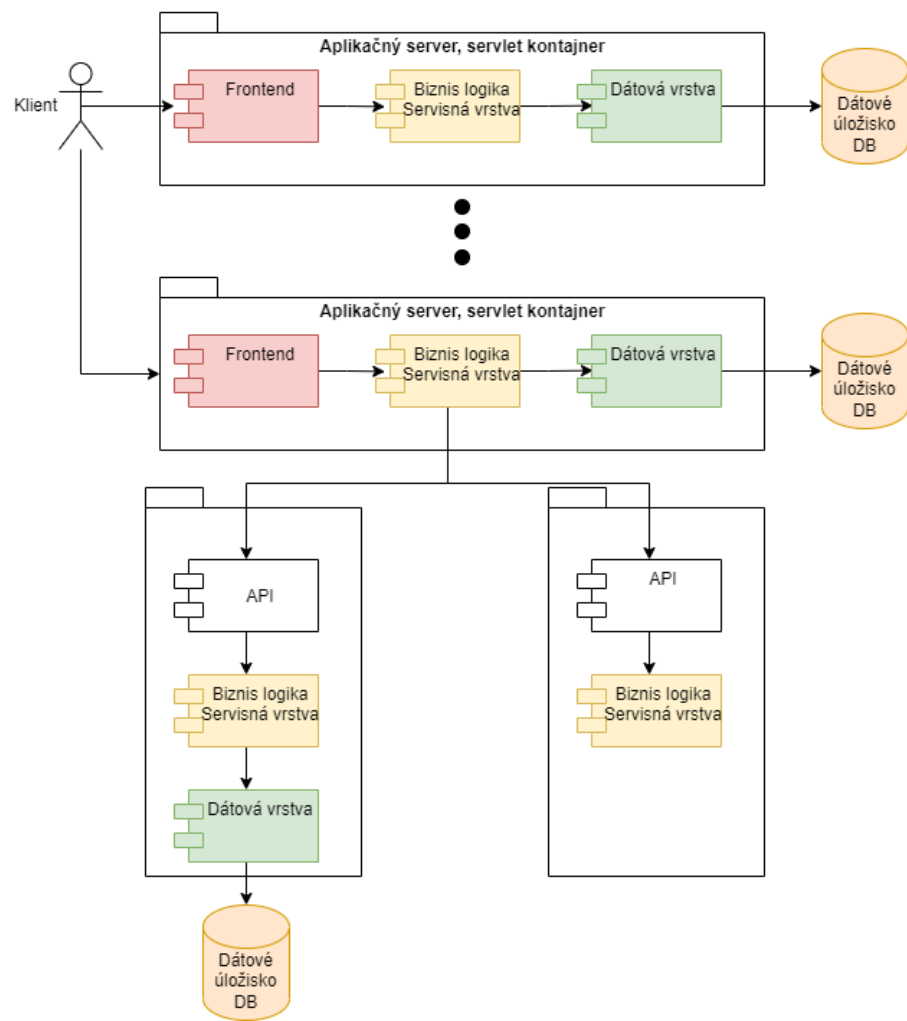 Aplikačný server, servlet kontajner
Klient
Frontend
Biznis logika
Servisná vrstva
Dátová vrstva
Dátové
úložisko
DB
Aplikačný server, servlet kontajner
Frontend
Biznis logika
Servisná vrstva
Dátová vrstva
Dátové
úložisko
DB
API
Biznis logika
Servisná vrstva
Dátová vrstva
Dátové
úložisko
DB
API
Biznis logika
Servisná vrstva